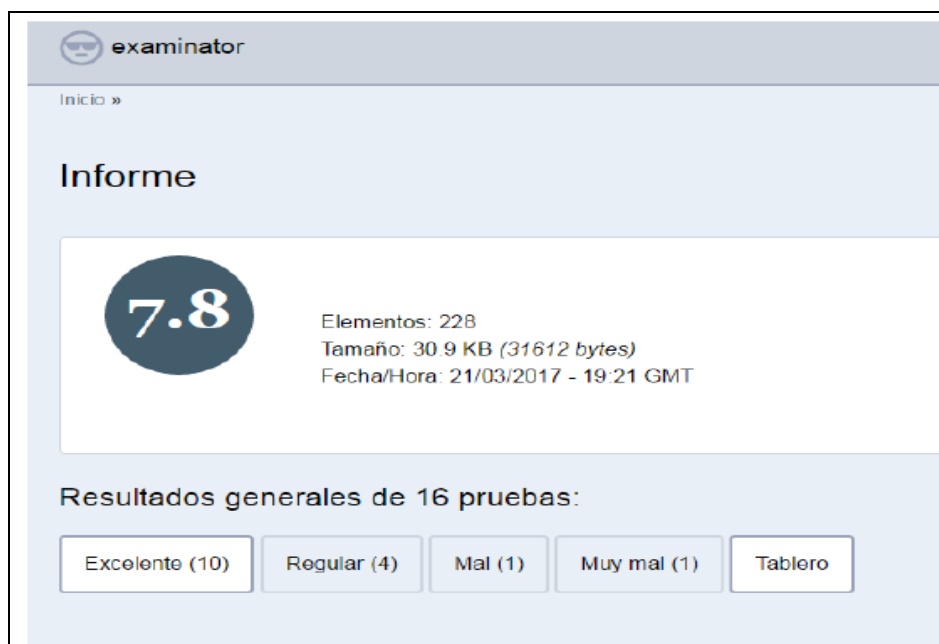 examinator
Inicio »
Informe
7.8
Elementos: 228
Tamaño: 30.9 KB (31612 bytes)
Fecha/Hora: 21/03/2017 - 19:21 GMT
Resultados generales de 16 pruebas:
Excelente (10) Regular (4) Mal (1) Muy mal (1) Tablero